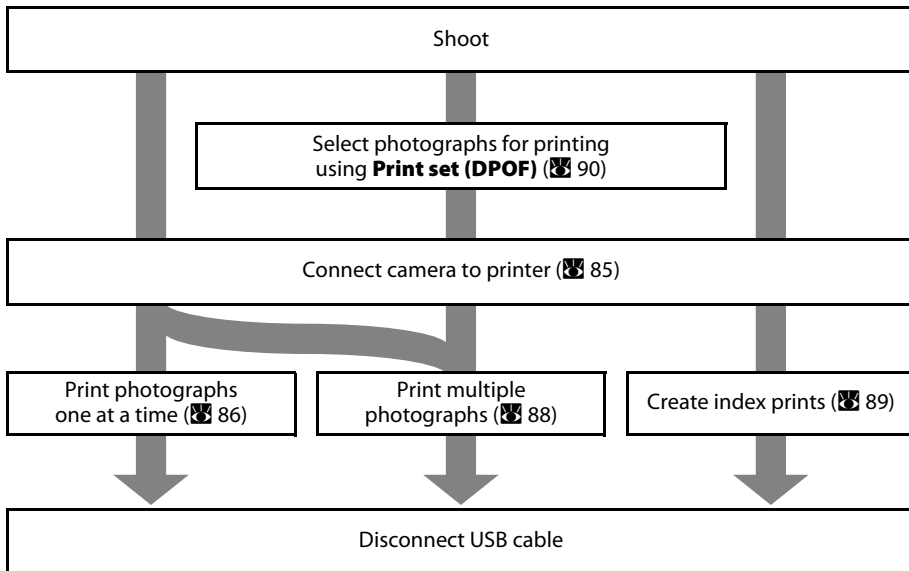 Shoot
Select photographs for printing
using Print set (DPOF) (90)
Connect camera to printer (85)
Print photographs
one at a time (86)
Print multiple
photographs (88)
Create index prints (89)
Disconnect USB cable